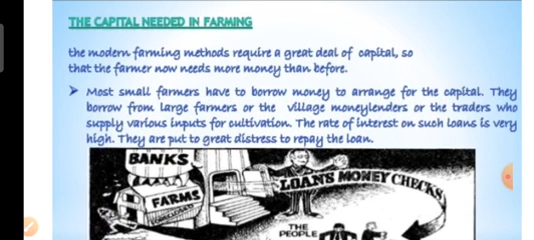 THE CAPITAL NEEDED IN FARMING
the modern farming methods require a great deal of capital, so
that the farmer now needs more money than before.
➤ Most small farmers have to borrow money to arrange for the capital. They
borrow from large farmers or the village moneylenders or the traders who
supply various inputs for cultivation. The rate of interest on such loans is very
high. They are put to great distress to repay the loan.
BANKS
FARMS
LOANS MONEY CHECKS
THE
PEOPLE